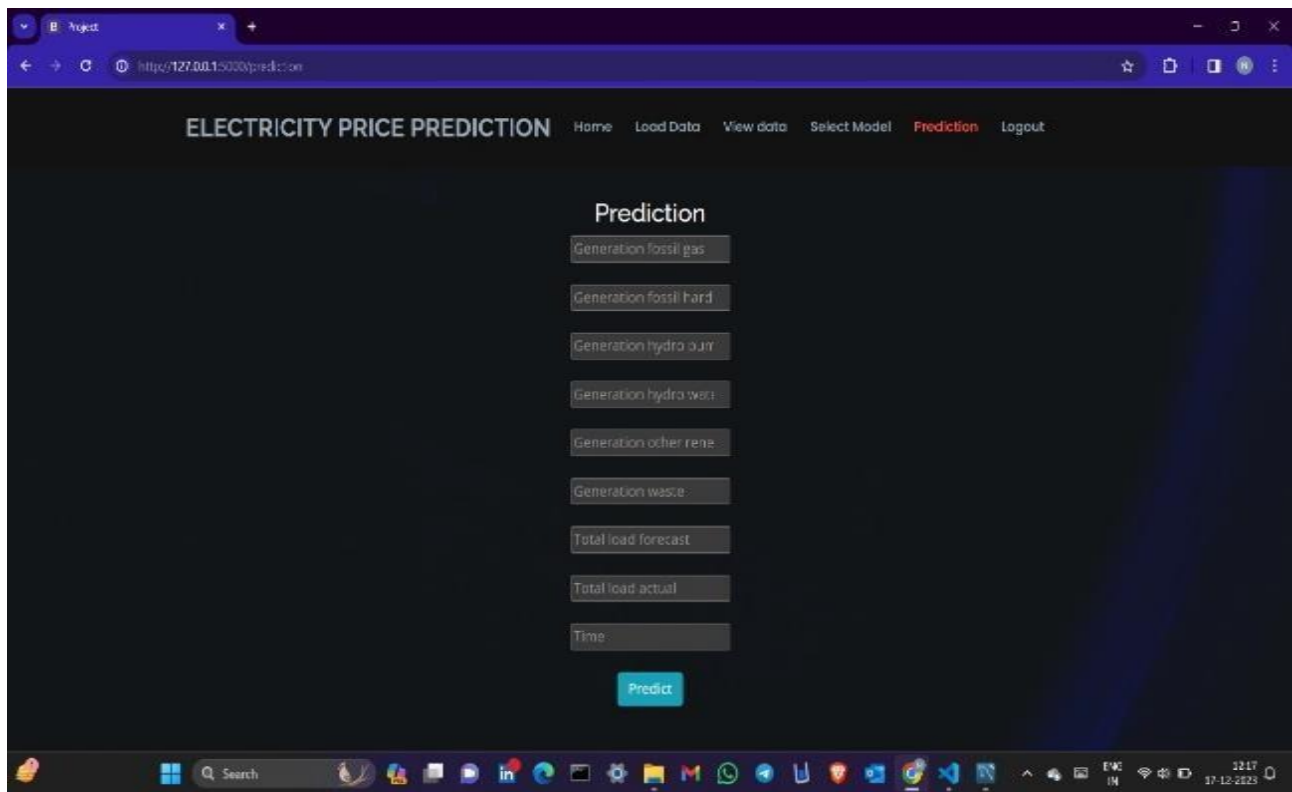 Project
http://127.0.0.1:5000/prediction
ELECTRICITY PRICE PREDICTION Home Load Data View data Select Model Prediction Logout
Prediction
Generation fossil gas
Generation fossil hard
Generation hydro
Generation hydro
Generation other rene
Generation waste
Total load forecast
Total load actual
Time
Predict
Search
ENG
IN
12:17
17-12-2023